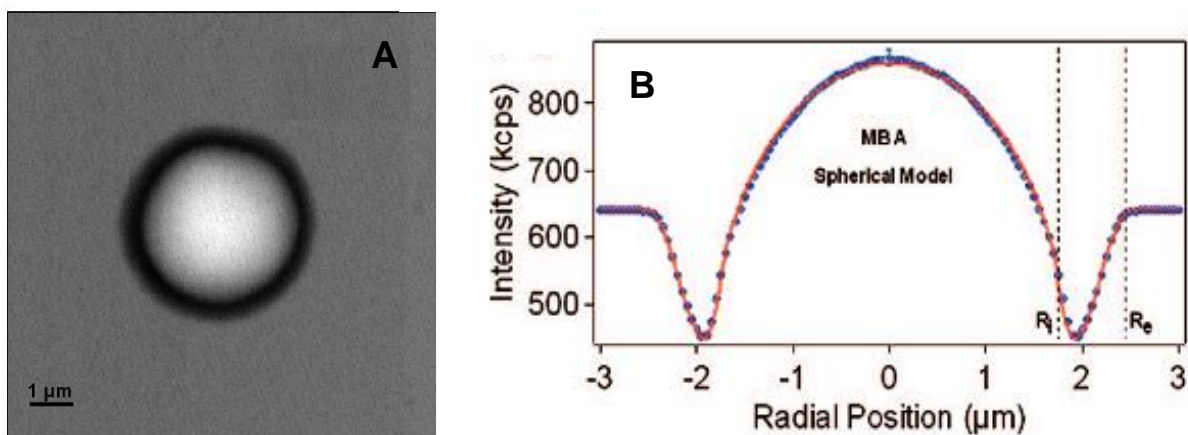 A
1 µm
B
800
700
600
500
Intensity (kcps)
MBA
Spherical Model
Ri Re
-3 -2 -1 0 1 2 3
Radial Position (µm)